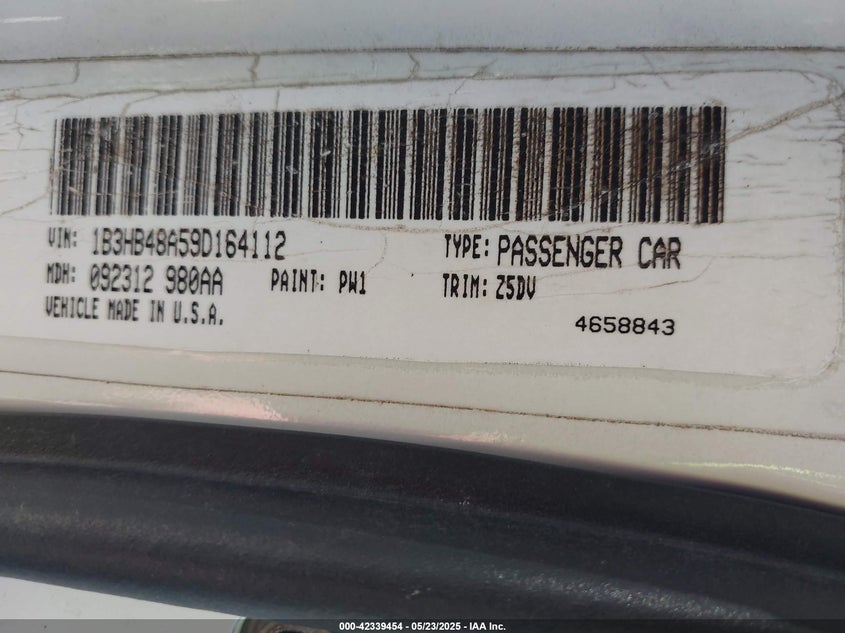 VIN: 1B3HB48A59D164112 TYPE: PASSENGER CAR
MDH: 092312 980AA PAINT: PW1 TRIM: Z5DV
VEHICLE MADE IN U.S.A. 4658843
000-42339454 - 05/23/2025 - IAA Inc.